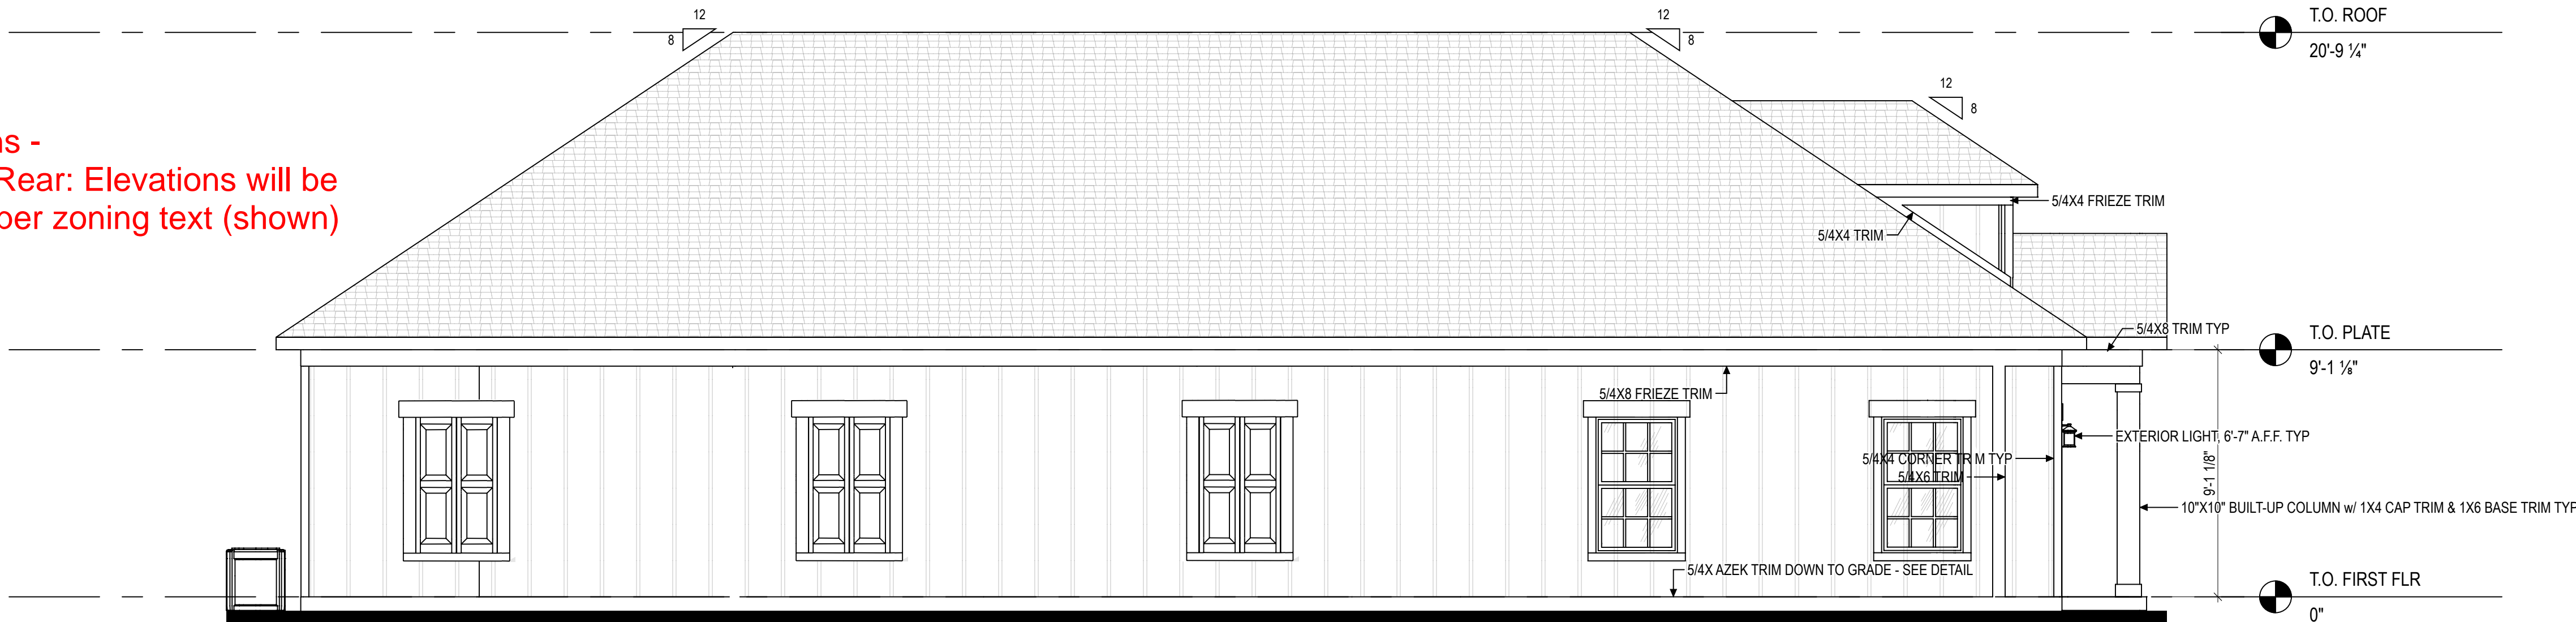 12
8
12
8
T.O. ROOF
20'-9 ¼"
12
8
ns -
Rear: Elevations will be
per zoning text (shown)
5/4X4 FRIEZE TRIM
5/4X4 TRIM
5/4X8 TRIM TYP
T.O. PLATE
9'-1 ⅛"
5/4X8 FRIEZE TRIM
EXTERIOR LIGHT, 6'-7" A.F.F. TYP
5/4X4 CORNER TRIM TYP
5/4X6 TRIM
9'-1 1/8"
10"X10" BUILT-UP COLUMN w/ 1X4 CAP TRIM & 1X6 BASE TRIM TYP
5/4X AZEK TRIM DOWN TO GRADE - SEE DETAIL
T.O. FIRST FLR
0"